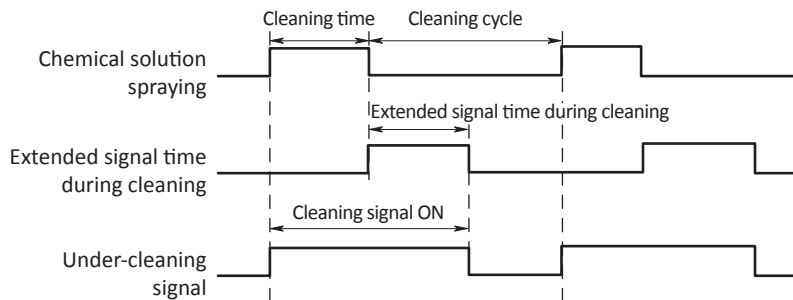 Cleaning time
Cleaning cycle
Chemical solution
spraying
Extended signal time during cleaning
Extended signal time
during cleaning
Cleaning signal ON
Under-cleaning
signal